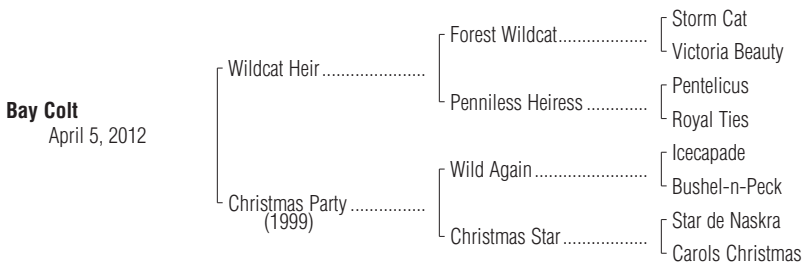 Storm Cat
Forest Wildcat....................
Victoria Beauty
Wildcat Heir .......................
Pentelicus
Penniless Heiress ..............
Royal Ties
Bay Colt
April 5, 2012
Icecapade
Wild Again.........................
Bushel-n-Peck
Christmas Party .................
(1999)
Star de Naskra
Christmas Star...................
Carols Christmas